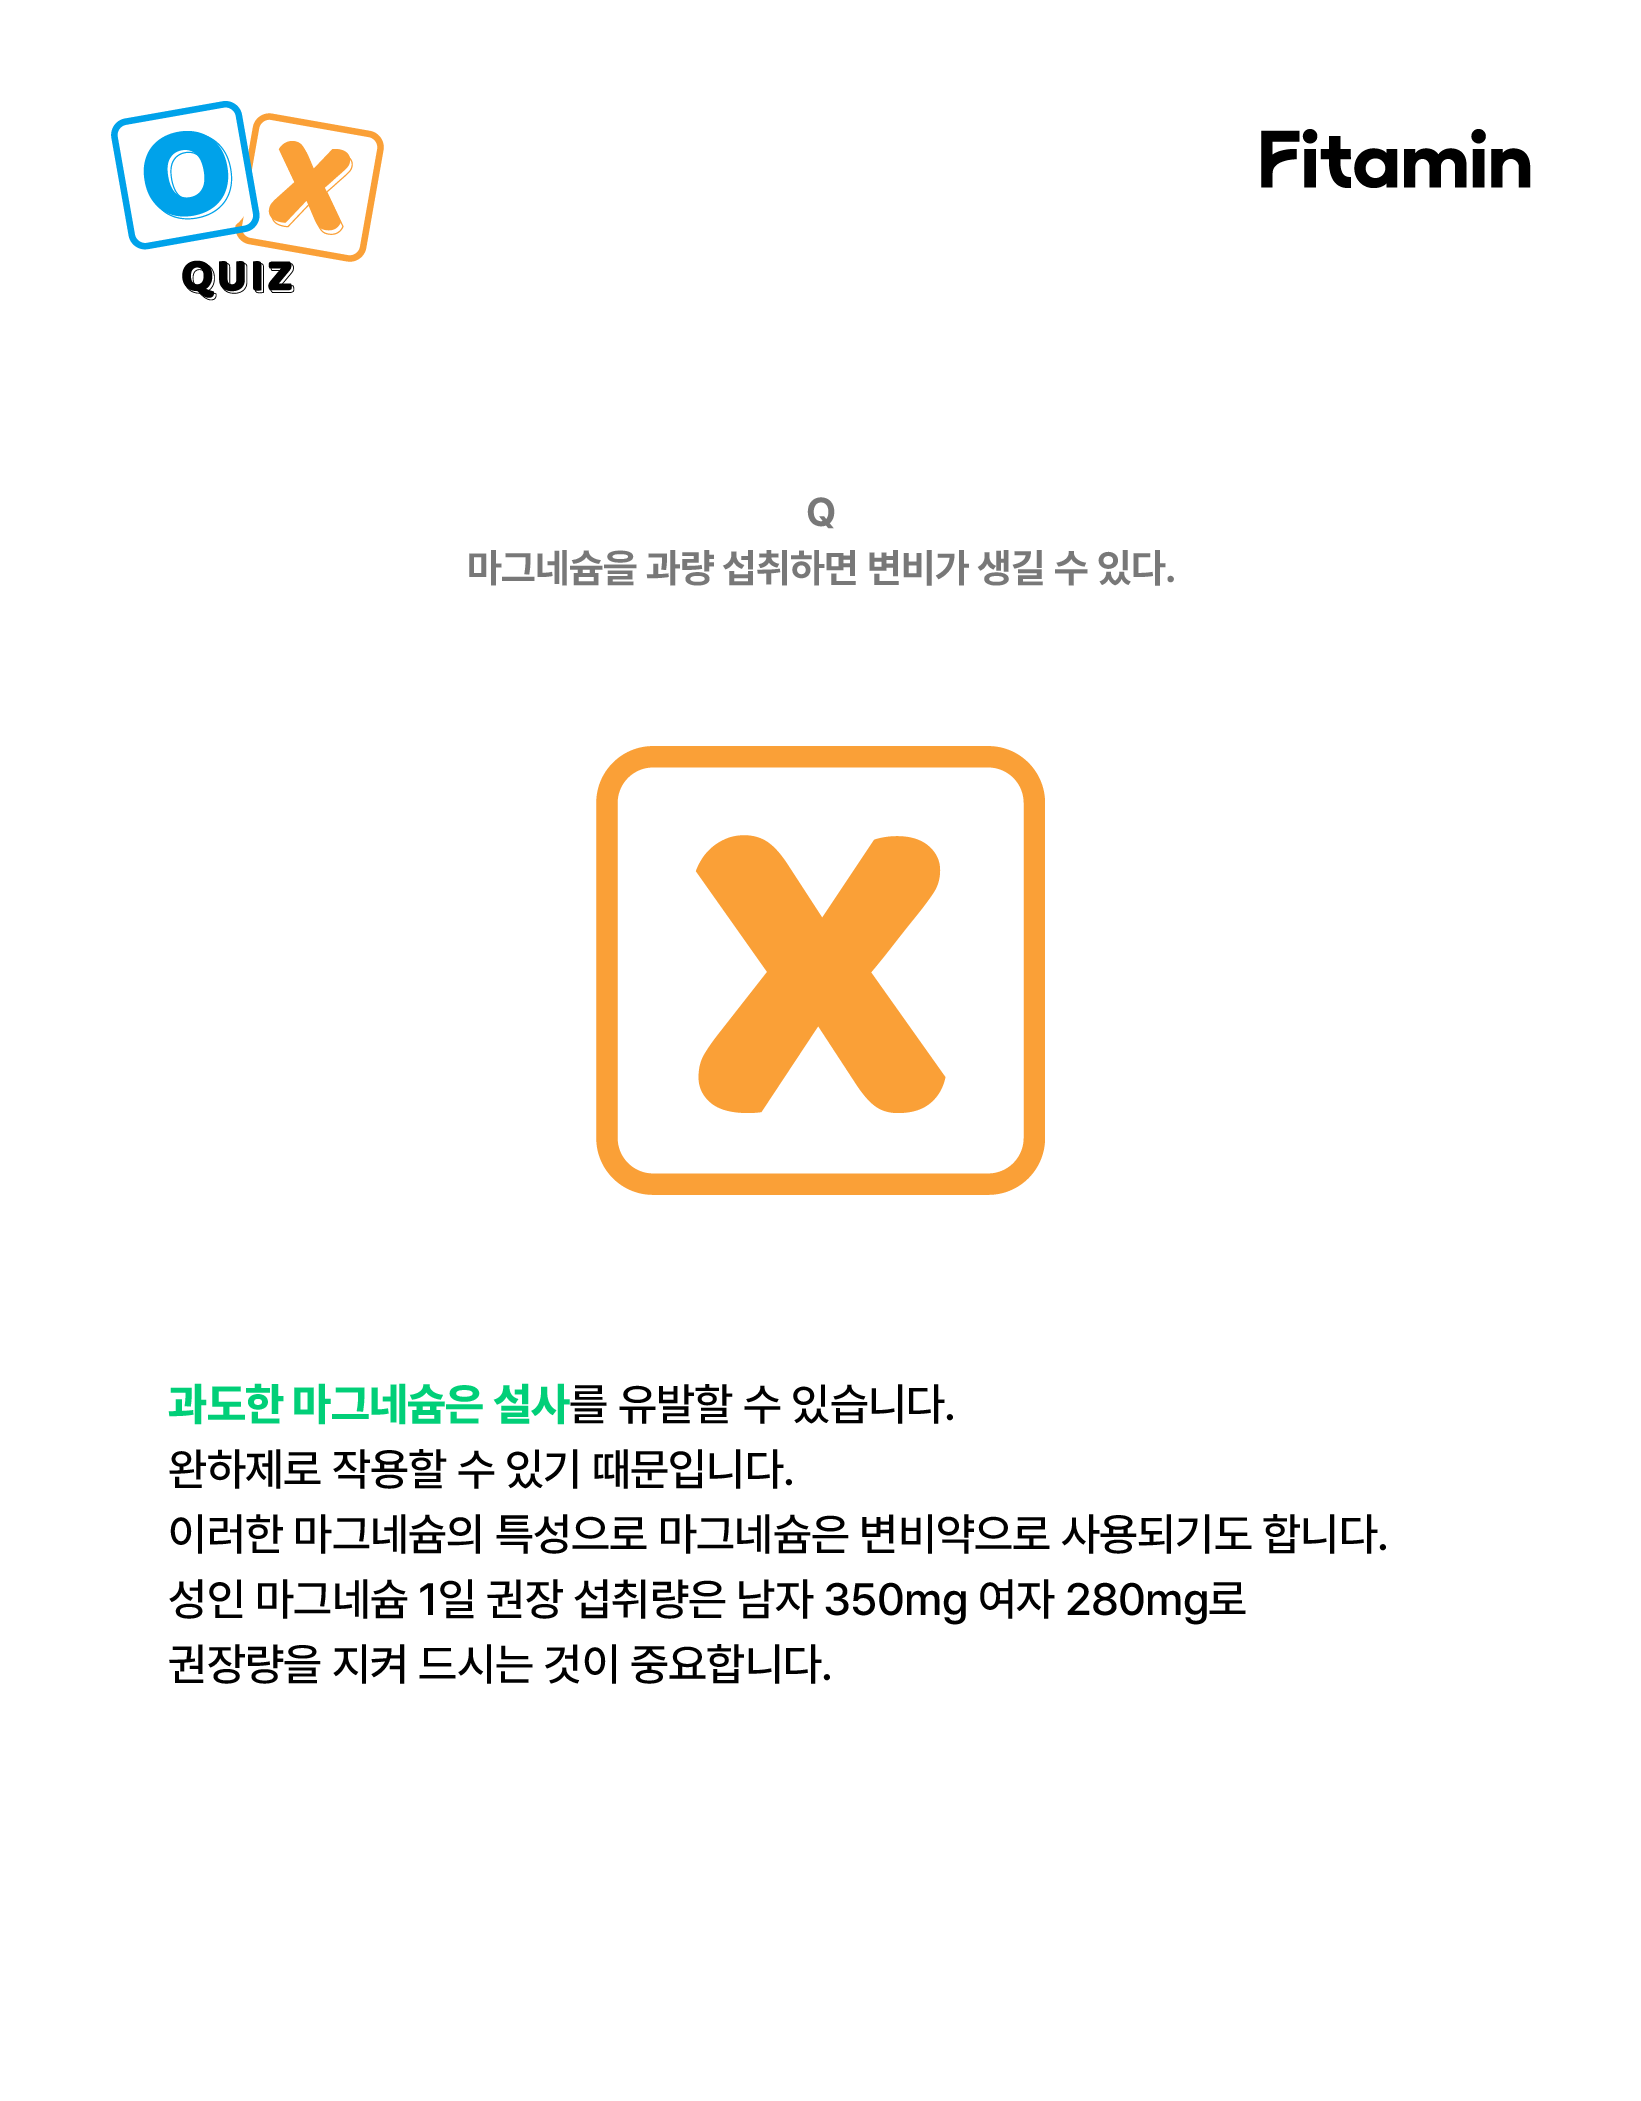 O X
QUIZ
Fitamin
Q
마그네슘을 과량 섭취하면 변비가 생길 수 있다.
X
과도한 마그네슘은 설사를 유발할 수 있습니다.
완하제로 작용할 수 있기 때문입니다.
이러한 마그네슘의 특성으로 마그네슘은 변비약으로 사용되기도 합니다.
성인 마그네슘 1일 권장 섭취량은 남자 350mg 여자 280mg로
권장량을 지켜 드시는 것이 중요합니다.